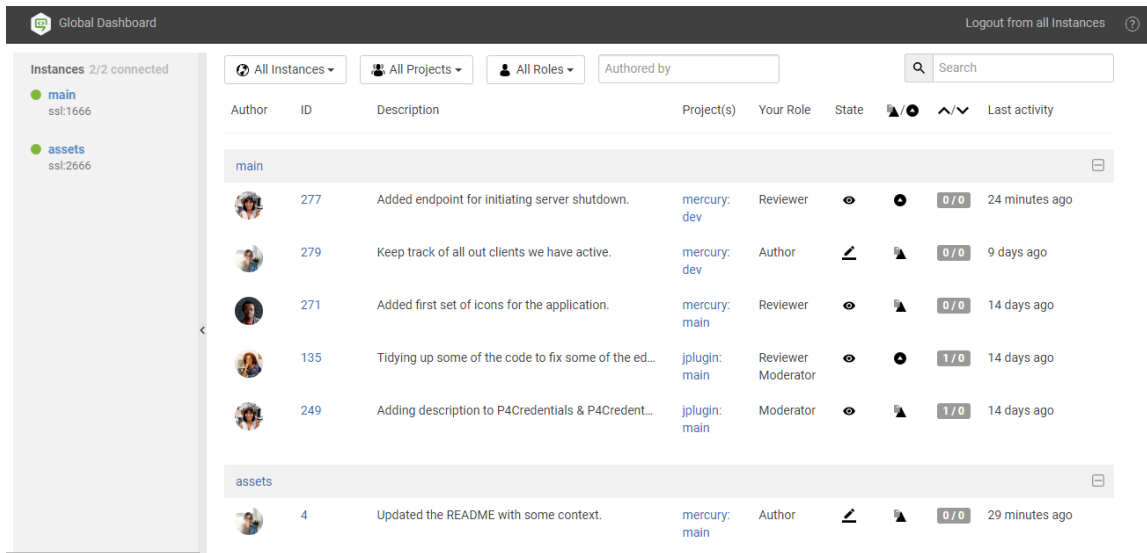 Global Dashboard
Logout from all Instances
Instances 2/2 connected
main
ssl:1666
assets
ssl:2666
All Instances
All Projects
All Roles
Authored by
Search
Author ID Description Project(s) Your Role State / / Last activity
main
277 Added endpoint for initiating server shutdown. mercury: Reviewer 0 / 0 24 minutes ago
dev
279 Keep track of all out clients we have active. mercury: Author 0 / 0 9 days ago
dev
271 Added first set of icons for the application. mercury: Reviewer 0 / 0 14 days ago
main
135 Tidying up some of the code to fix some of the ed... jplugin: Reviewer 1 / 0 14 days ago
main Moderator
249 Adding description to P4Credentials & P4Credent... jplugin: Moderator 1 / 0 14 days ago
main
assets
4 Updated the README with some context. mercury: Author 0 / 0 29 minutes ago
main